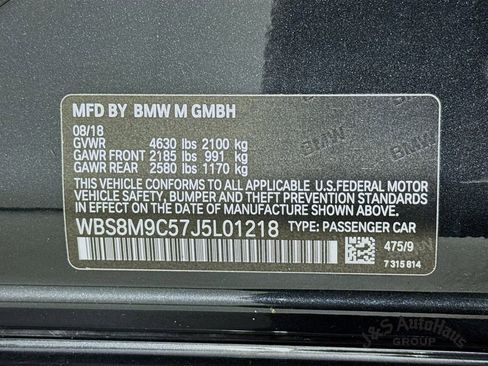 MFD BY BMW M GMBH
08/18
GVWR 4630 lbs 2100 kg
GAWR FRONT 2185 lbs 991 kg
GAWR REAR 2580 lbs 1170 kg
THIS VEHICLE CONFORMS TO ALL APPLICABLE U.S.FEDERAL MOTOR
VEHICLE SAFETY, BUMPER, AND THEFT PREVENTION STANDARDS
IN EFFECT ON THE DATE OF MANUFACTURE SHOWN ABOVE.
WBS8M9C57J5L01218 TYPE: PASSENGER CAR
475/9
7 315 814
J&S AutoHaus
GROUP